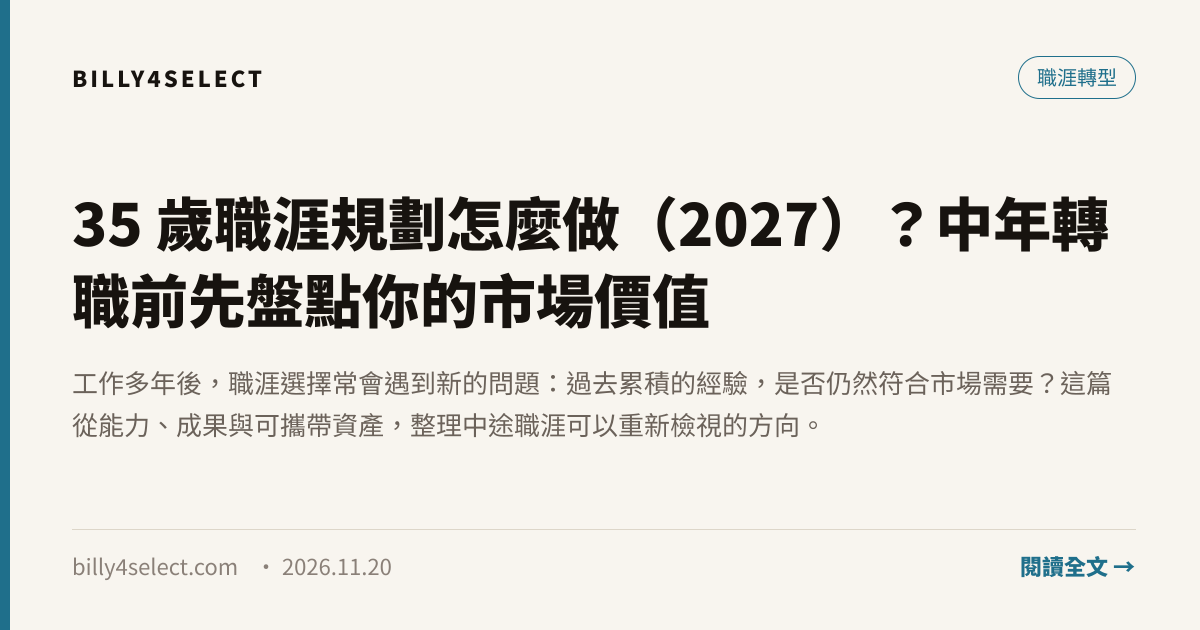 BILLY4SELECT
職涯轉型
35 歲職涯規劃怎麼做（2027）？中年轉
職前先盤點你的市場價值
工作多年後，職涯選擇常會遇到新的問題：過去累積的經驗，是否仍然符合市場需要？這篇
從能力、成果與可攜帶資產，整理中途職涯可以重新檢視的方向。
billy4select.com ・ 2026.11.20
閱讀全文 →